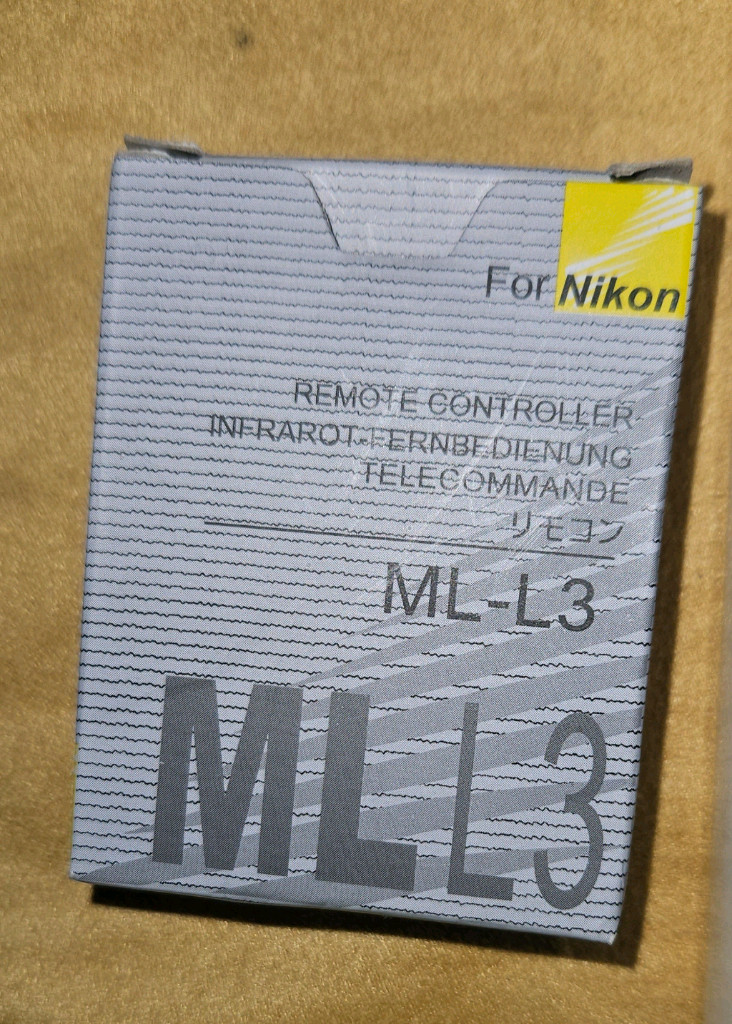 For Nikon
REMOTE CONTROLLER
INFRAROT-FERNBEDIENUNG
TELECOMMANDE
リモコン
ML-L3
ML L3